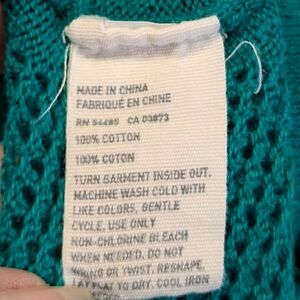 MADE IN CHINA
FABRIQUÉ EN CHINE
RN 54485 CA 03873
100% COTTON
100% COTON
TURN GARMENT INSIDE OUT.
MACHINE WASH COLD WITH
LIKE COLORS, GENTLE
CYCLE, USE ONLY
NON-CHLORINE BLEACH
WHEN NEEDED. DO NOT
WRING OR TWIST, RESHAPE,
LAY FLAT TO DRY. COOL IRON
NEEDED